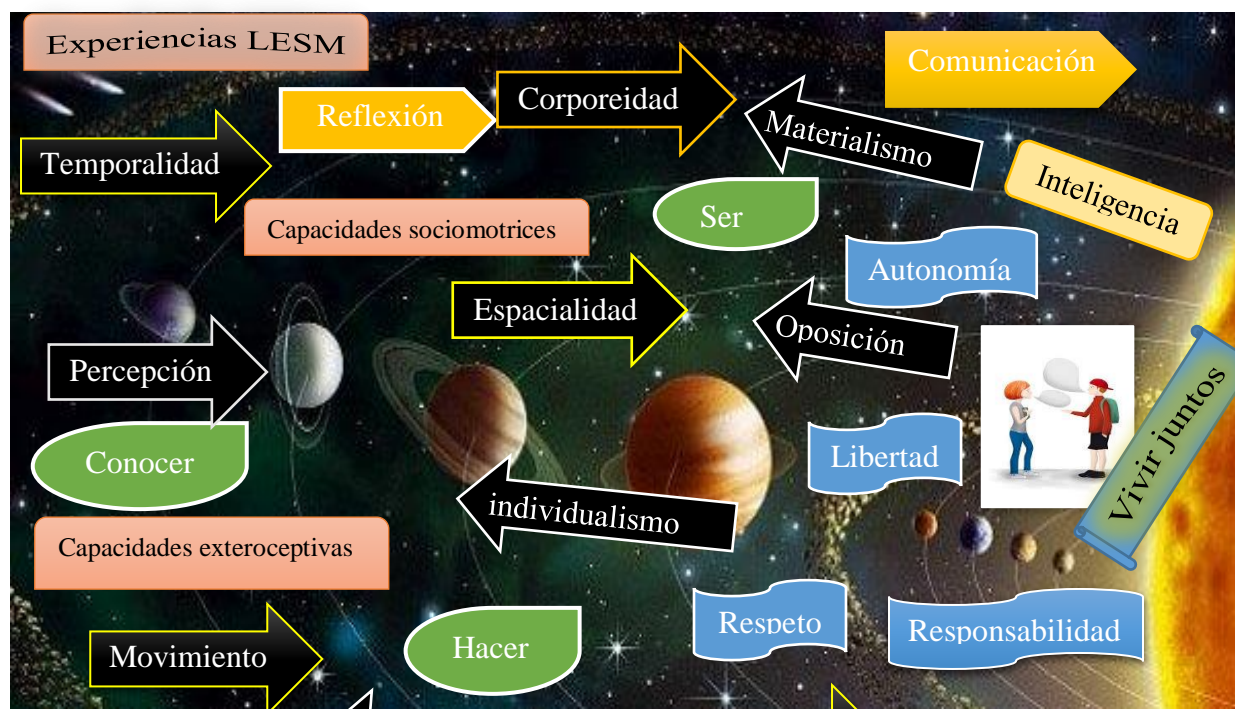 Experiencias LESM
Comunicación
Reflexión
Corporeidad
Materialismo
Temporalidad
Inteligencia
Ser
Capacidades sociomotrices
Autonomía
Espacialidad
Oposición
Percepción
Vivir juntos
Conocer
Libertad
individualismo
Capacidades exteroceptivas
Respeto
Responsabilidad
Hacer
Movimiento